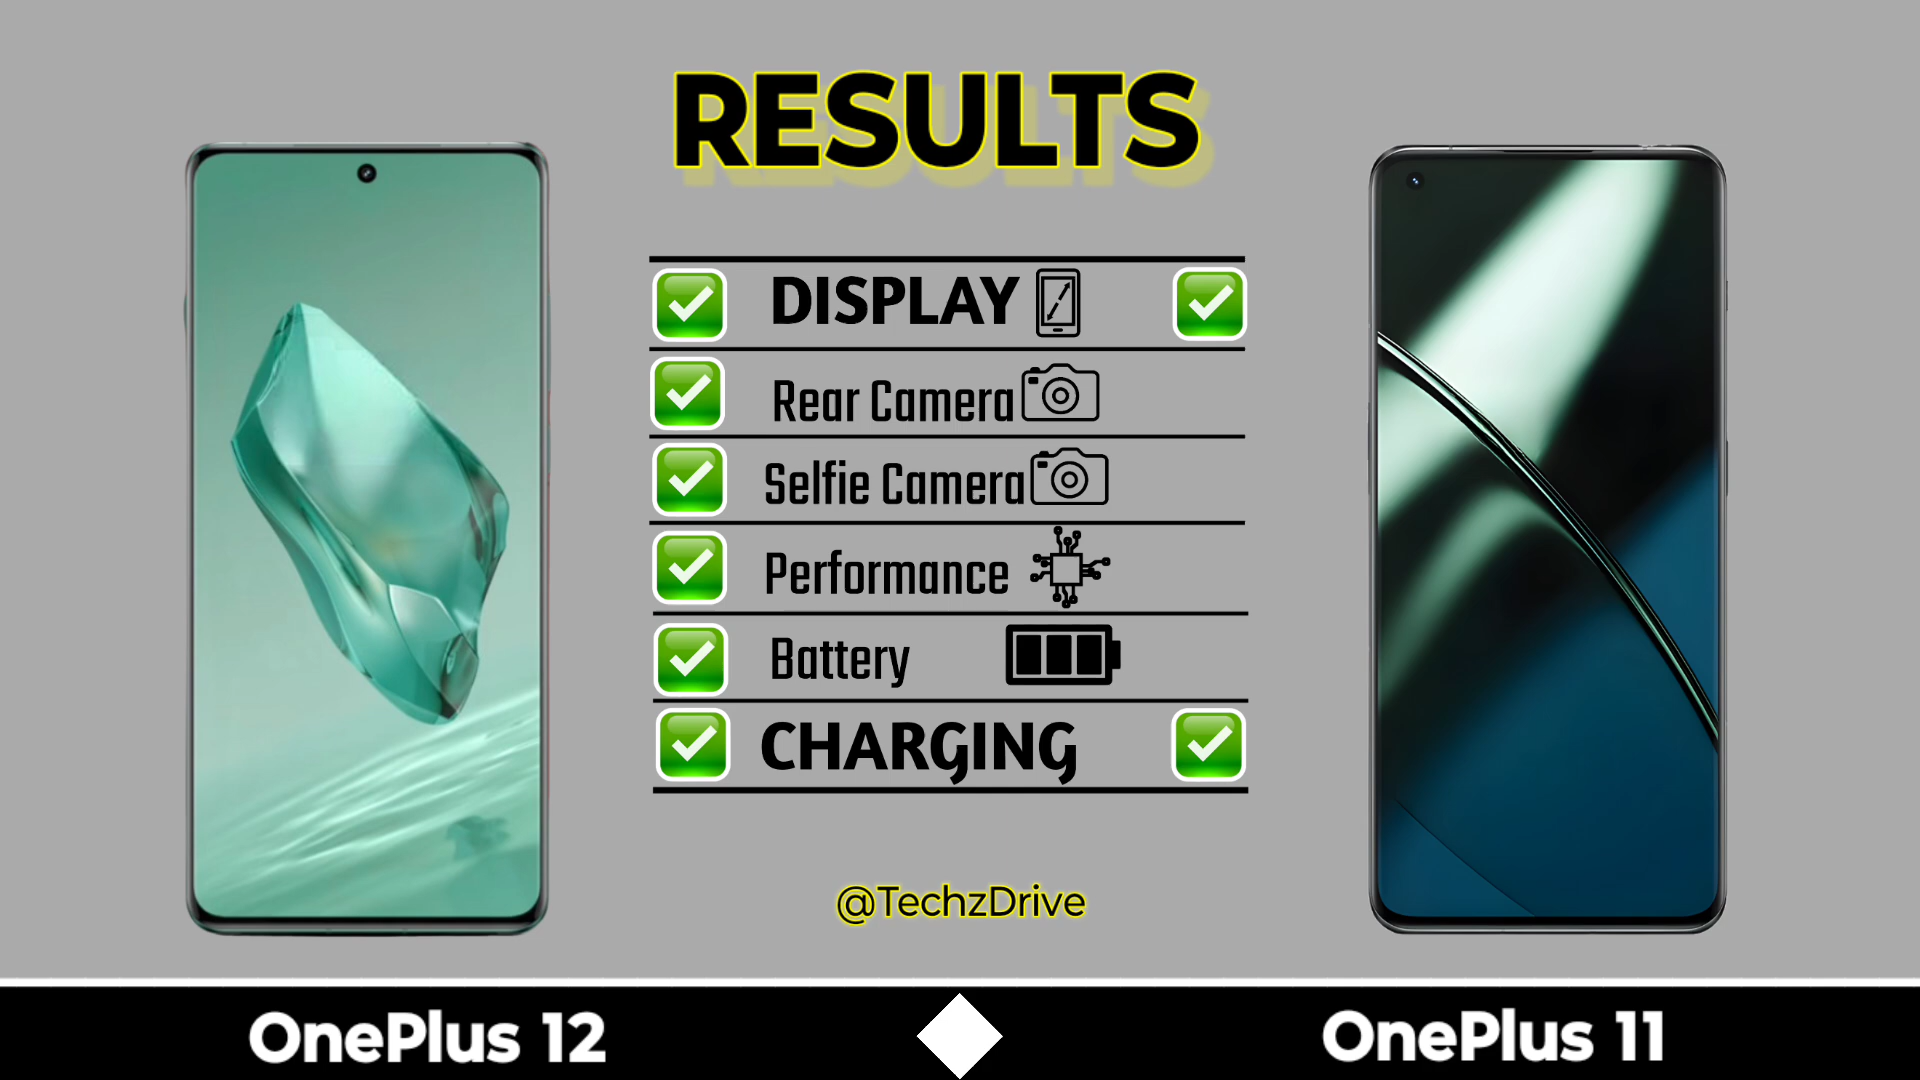 RESULTS
DISPLAY
Rear Camera
Selfie Camera
Performance
Battery
CHARGING
@TechzDrive
OnePlus 12
OnePlus 11